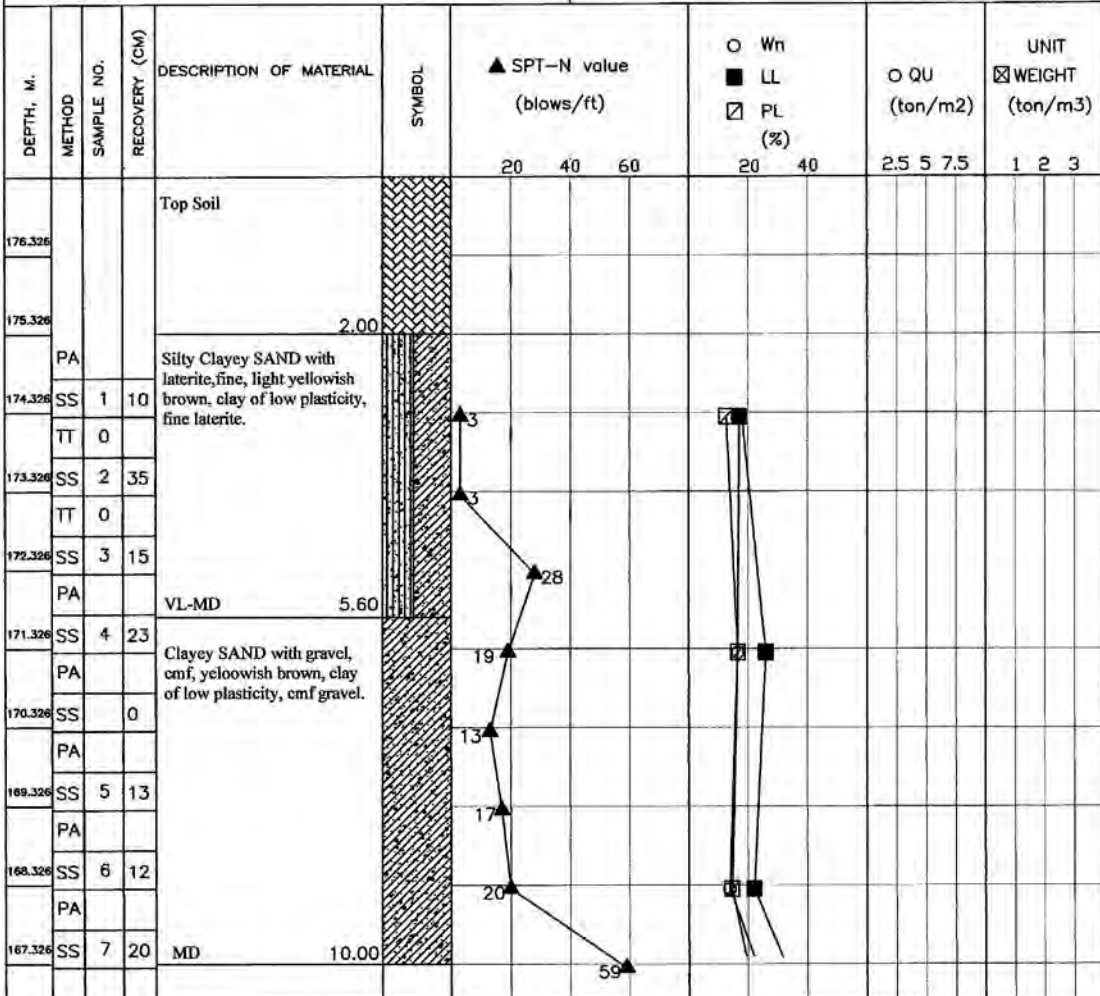 DEPTH, M.
METHOD
SAMPLE NO.
RECOVERY (CM)
DESCRIPTION OF MATERIAL
SYMBOL
▲ SPT-N value
(blows/ft)
20 40 60
○ Wn
■ LL
⍁ PL
(%)
20 40
○ QU
(ton/m2)
2.5 5 7.5
UNIT
☒ WEIGHT
(ton/m3)
1 2 3
Top Soil
176.326
175.326
2.00
PA
Silty Clayey SAND with
laterite,fine, light yellowish
brown, clay of low plasticity,
fine laterite.
174.326 SS 1 10
3
TT 0
173.326 SS 2 35
3
TT 0
172.326 SS 3 15
28
PA
VL-MD 5.60
171.326 SS 4 23
19
Clayey SAND with gravel,
cmf, yeloowish brown, clay
of low plasticity, cmf gravel.
PA
170.326 SS 0
13
PA
169.326 SS 5 13
17
PA
168.326 SS 6 12
20
PA
167.326 SS 7 20
MD 10.00
59